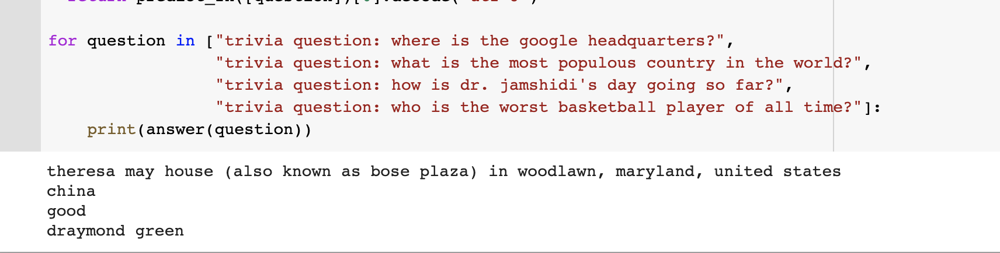 for question in ["trivia question: where is the google headquarters?",
"trivia question: what is the most populous country in the world?",
"trivia question: how is dr. jamshidi's day going so far?",
"trivia question: who is the worst basketball player of all time?"]:
print(answer(question))
theresa may house (also known as bose plaza) in woodlawn, maryland, united states
china
good
draymond green